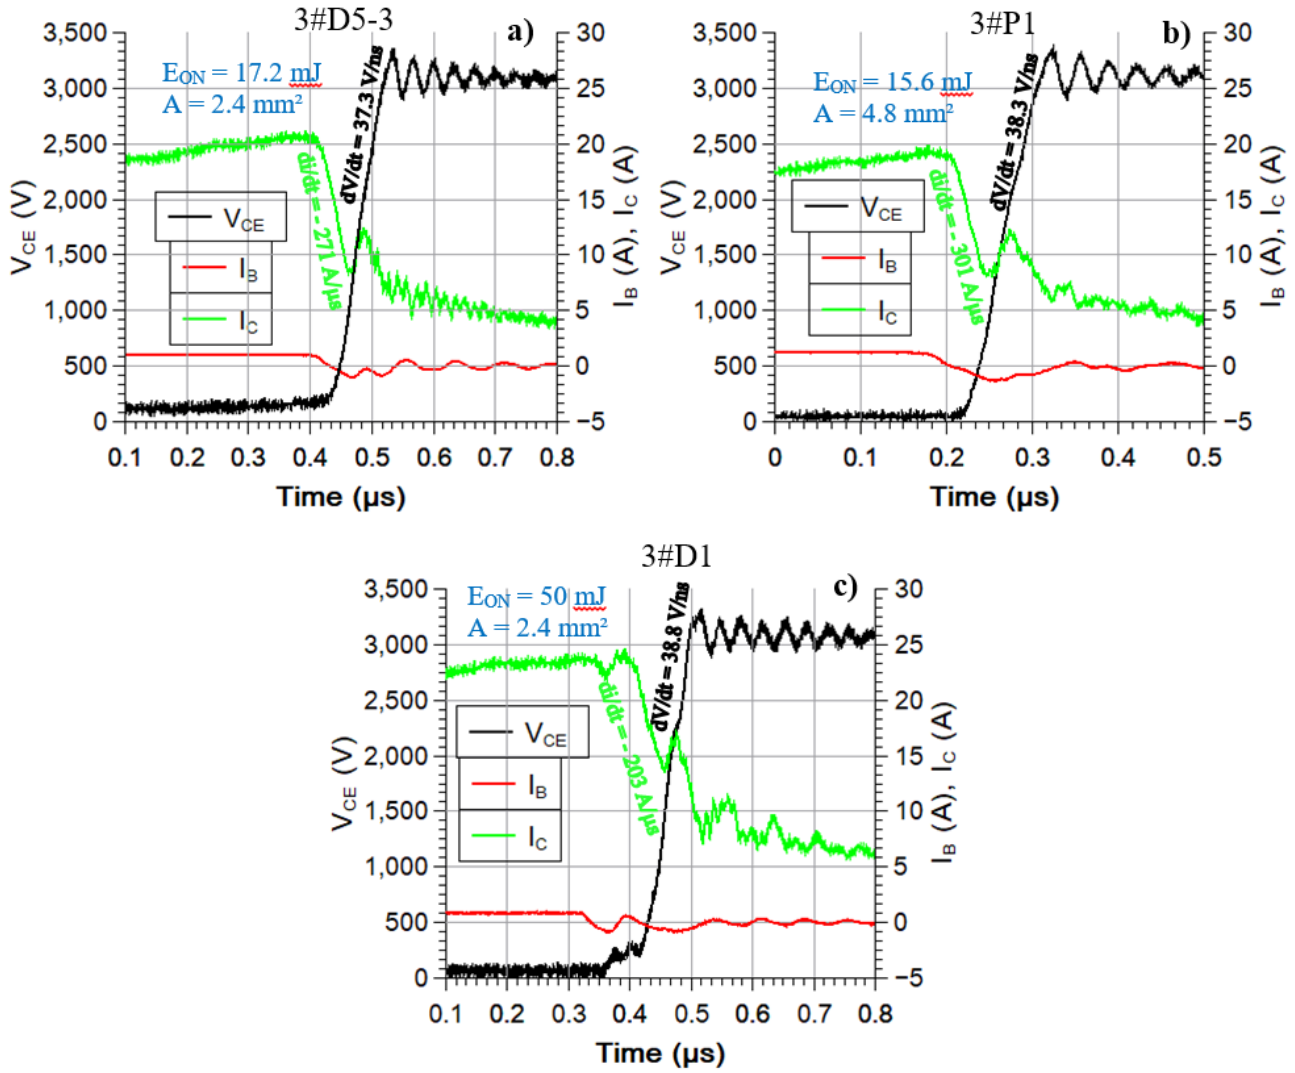 3#D5-3
a)
3,500
3,000
2,500
2,000
1,500
1,000
500
0
V_CE (V)
30
25
20
15
10
5
0
−5
I_B (A), I_C (A)
E_ON = 17.2 mJ
A = 2.4 mm²
dV/dt = 37.3 V/ns
di/dt = - 271 A/µs
V_CE
I_B
I_C
0.1 0.2 0.3 0.4 0.5 0.6 0.7 0.8
Time (µs)
3#P1
b)
3,500
3,000
2,500
2,000
1,500
1,000
500
0
V_CE (V)
30
25
20
15
10
5
0
−5
I_B (A), I_C (A)
E_ON = 15.6 mJ
A = 4.8 mm²
dV/dt = 38.3 V/ns
di/dt = - 301 A/µs
V_CE
I_B
I_C
0 0.1 0.2 0.3 0.4 0.5
Time (µs)
3#D1
c)
3,500
3,000
2,500
2,000
1,500
1,000
500
0
V_CE (V)
30
25
20
15
10
5
0
−5
I_B (A), I_C (A)
E_ON = 50 mJ
A = 2.4 mm²
dV/dt = 38.8 V/ns
di/dt = - 203 A/µs
V_CE
I_B
I_C
0.1 0.2 0.3 0.4 0.5 0.6 0.7 0.8
Time (µs)